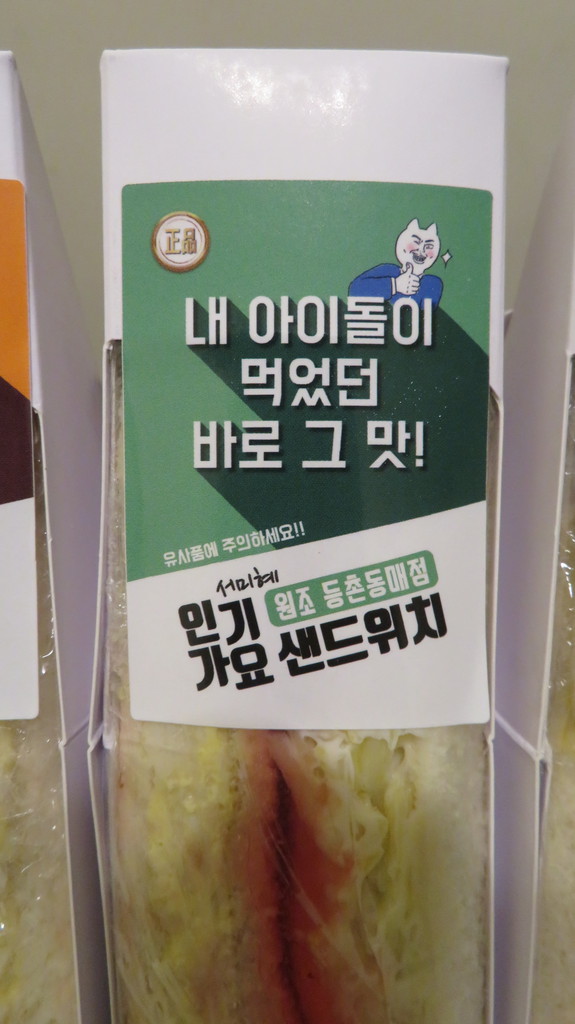 正品
내 아이돌이
먹었던
바로 그 맛!
유사품에 주의하세요!!
서미혜
원조 등촌동매점
인기
가요 샌드위치